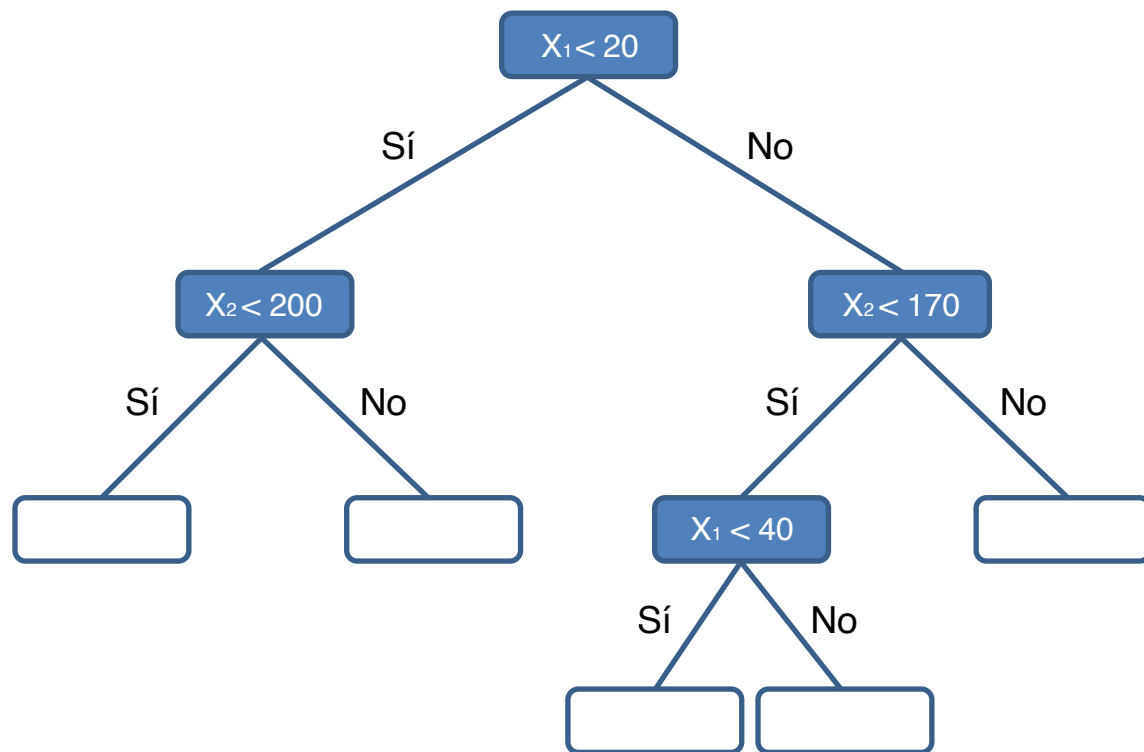 X₁ < 20
Sí
No
X₂ < 200
X₂ < 170
Sí
No
Sí
No
X₁ < 40
Sí
No